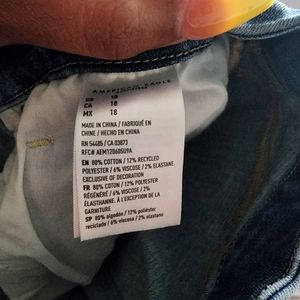 AMERICAN EAGLE
US 18
CA 18
MX 18
MADE IN CHINA / FABRIQUÉ EN
CHINE / HECHO EN CHINA
RN 54485 / CA 03873
RFC# AEM120605U9A
EN 80% COTTON / 12% RECYCLED
POLYESTER / 6% VISCOSE / 2% ELASTANE.
EXCLUSIVE OF DECORATION
FR 80% COTON / 12% POLYESTER
RÉGÉNÉRÉ / 6% VISCOSE / 2%
ÉLASTHANNE. À L'EXCEPTION DE LA
GARNITURE
SP 80% algodón / 12% poliéster
reciclado / 6% viscosa / 2% elastano